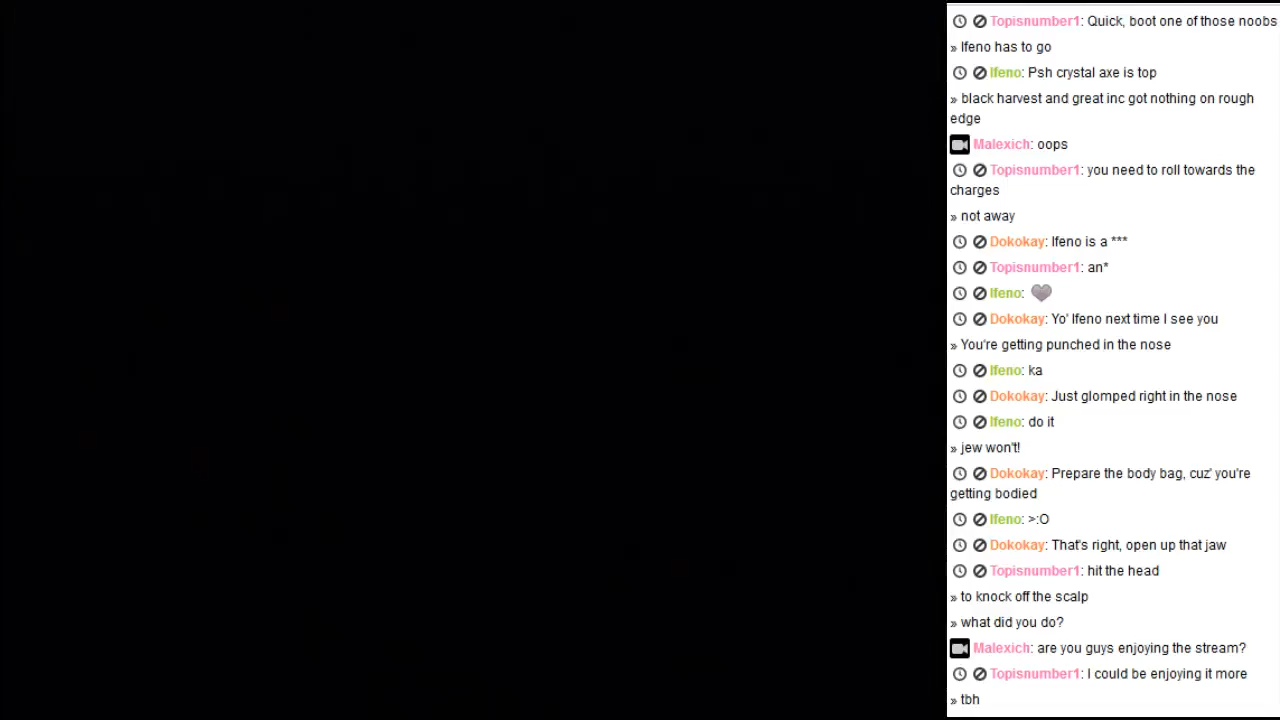 Topisnumber1: Quick, boot one of those noobs
» Ifeno has to go
Ifeno: Psh crystal axe is top
» black harvest and great inc got nothing on rough
edge
Malexich: oops
Topisnumber1: you need to roll towards the
charges
» not away
Dokokay: Ifeno is a ***
Topisnumber1: an*
Ifeno:
Dokokay: Yo' Ifeno next time I see you
» You're getting punched in the nose
Ifeno: ka
Dokokay: Just glomped right in the nose
Ifeno: do it
» jew won't!
Dokokay: Prepare the body bag, cuz' you're
getting bodied
Ifeno: >:O
Dokokay: That's right, open up that jaw
Topisnumber1: hit the head
» to knock off the scalp
» what did you do?
Malexich: are you guys enjoying the stream?
Topisnumber1: I could be enjoying it more
» tbh